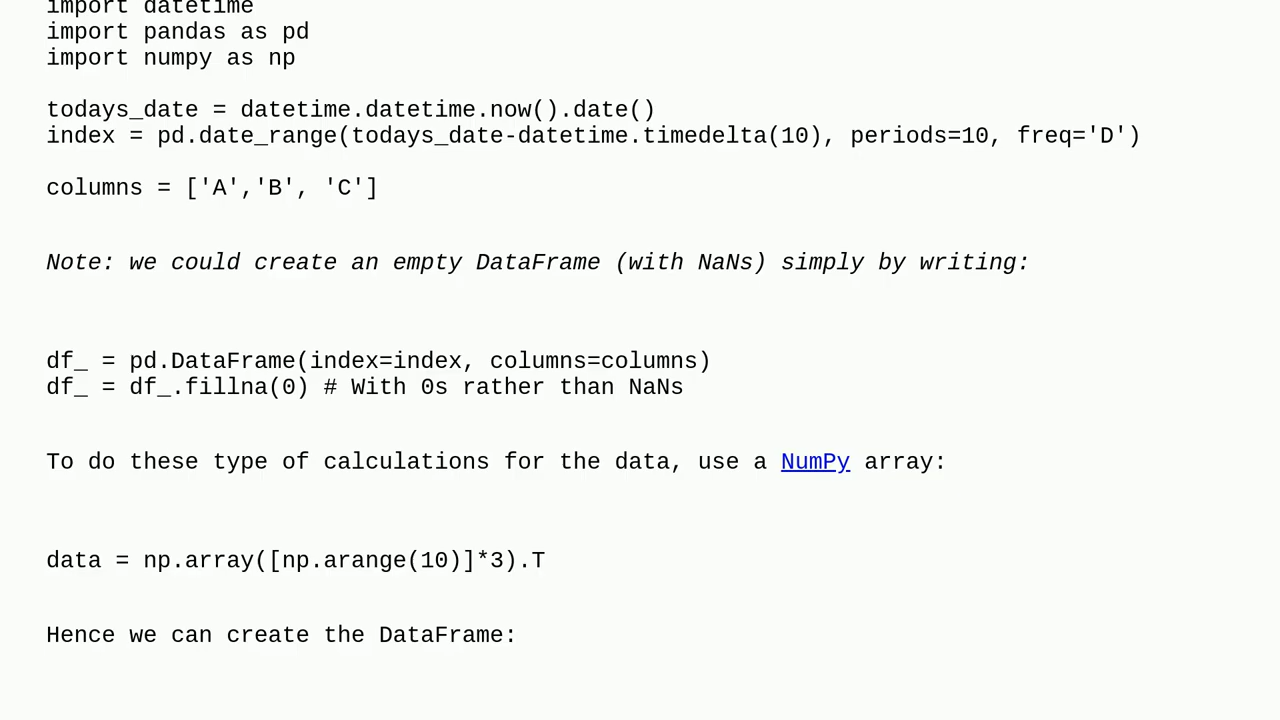 import datetime
import pandas as pd
import numpy as np
todays_date = datetime.datetime.now().date()
index = pd.date_range(todays_date-datetime.timedelta(10), periods=10, freq='D')
columns = ['A','B', 'C']
Note: we could create an empty DataFrame (with NaNs) simply by writing:
df_ = pd.DataFrame(index=index, columns=columns)
df_ = df_.fillna(0) # With 0s rather than NaNs
To do these type of calculations for the data, use a NumPy array:
data = np.array([np.arange(10)]*3).T
Hence we can create the DataFrame: